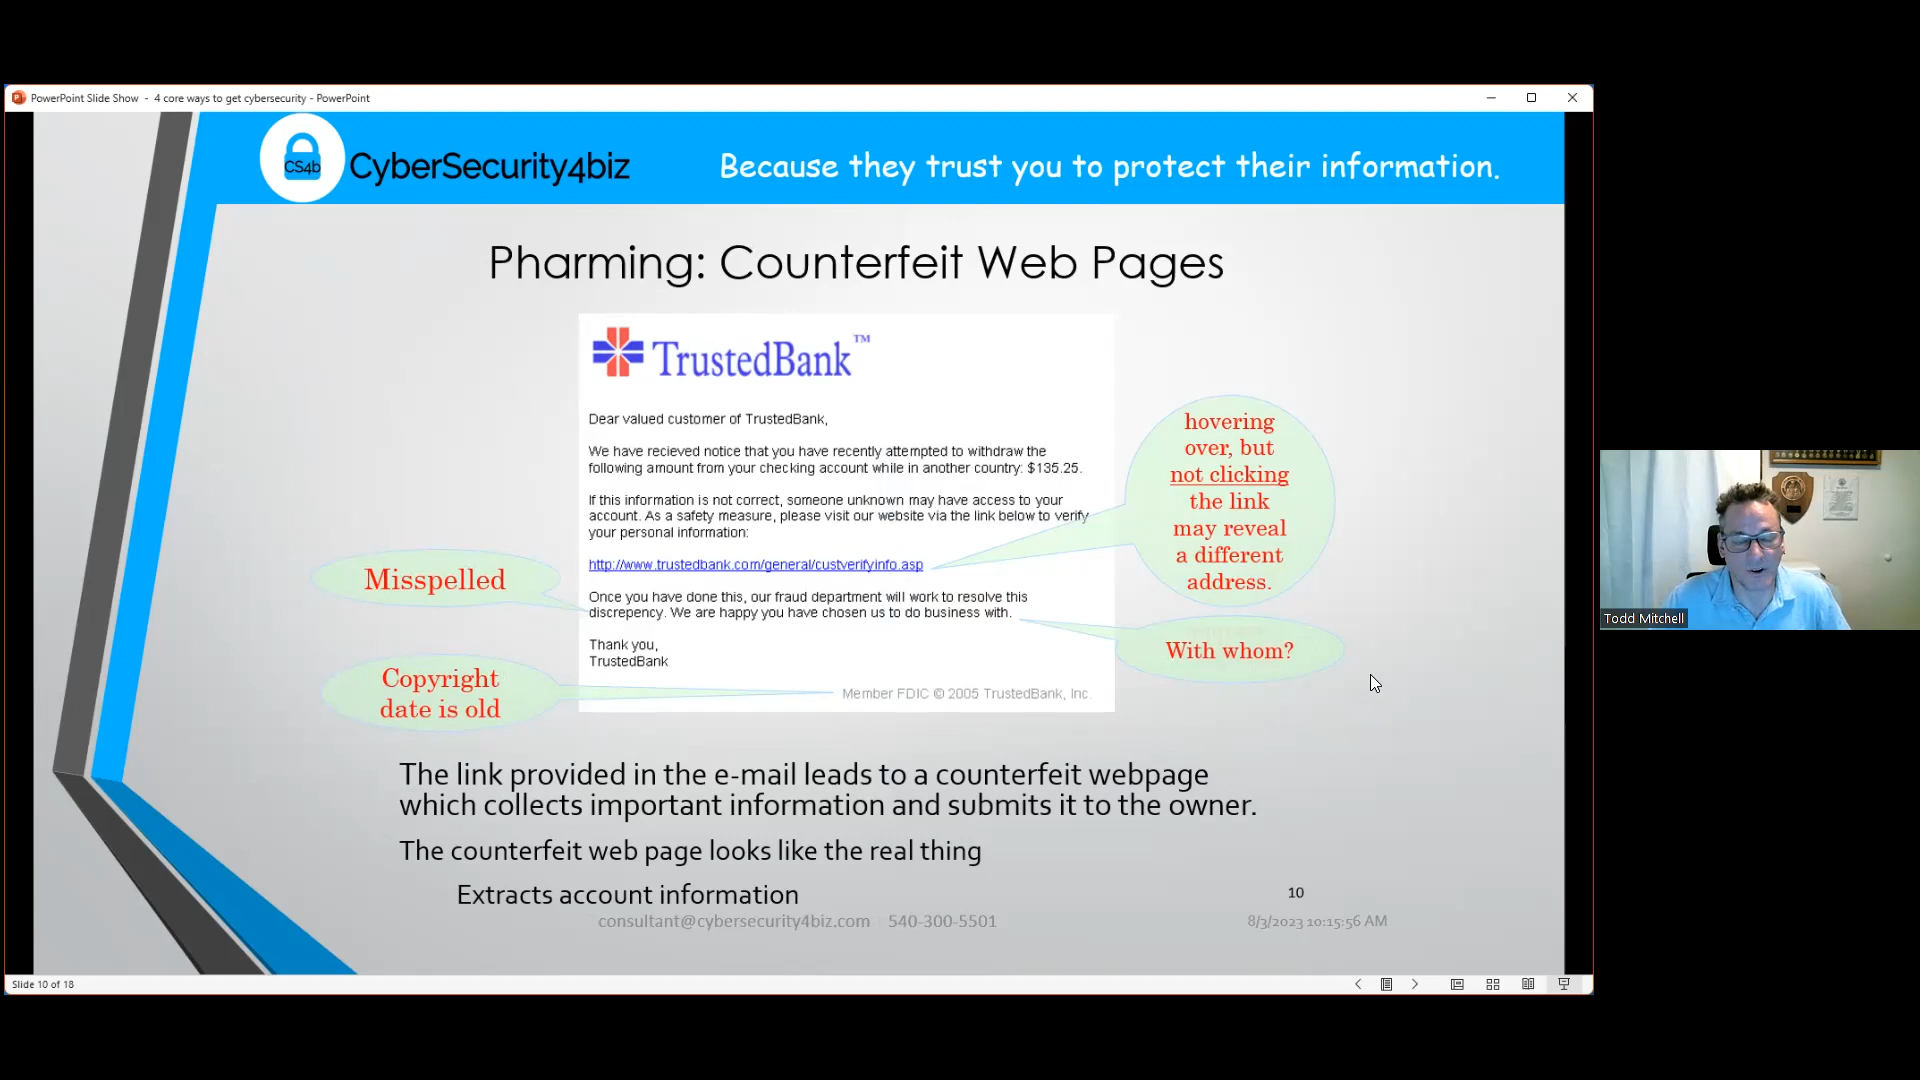 PowerPoint Slide Show - 4 core ways to get cybersecurity - PowerPoint
CS4b
CyberSecurity4biz
Because they trust you to protect their information.
Pharming: Counterfeit Web Pages
TrustedBank™
Dear valued customer of TrustedBank,
We have recieved notice that you have recently attempted to withdraw the
following amount from your checking account while in another country: $135.25.
If this information is not correct, someone unknown may have access to your
account. As a safety measure, please visit our website via the link below to verify
your personal information:
http://www.trustedbank.com/general/custverifyinfo.asp
Once you have done this, our fraud department will work to resolve this
discrepency. We are happy you have chosen us to do business with.
Thank you,
TrustedBank
Member FDIC © 2005 TrustedBank, Inc.
Misspelled
Copyright
date is old
hovering
over, but
not clicking
the link
may reveal
a different
address.
With whom?
The link provided in the e-mail leads to a counterfeit webpage
which collects important information and submits it to the owner.
The counterfeit web page looks like the real thing
Extracts account information
10
consultant@cybersecurity4biz.com 540-300-5501
8/3/2023 10:15:56 AM
Slide 10 of 18
Todd Mitchell